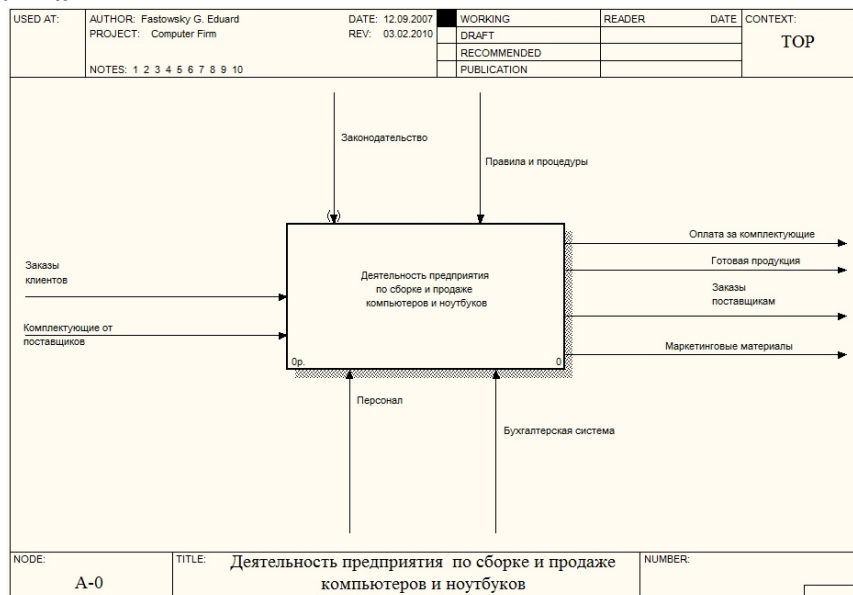 USED AT:
AUTHOR: Fastowsky G. Eduard
PROJECT: Computer Firm
NOTES: 1 2 3 4 5 6 7 8 9 10
DATE: 12.09.2007
REV: 03.02.2010
WORKING
DRAFT
RECOMMENDED
PUBLICATION
READER DATE
CONTEXT:
TOP
Законодательство
Правила и процедуры
Заказы
клиентов
Комплектующие от
поставщиков
Деятельность предприятия
по сборке и продаже
компьютеров и ноутбуков
0р.
0
Оплата за комплектующие
Готовая продукция
Заказы
поставщикам
Маркетинговые материалы
Персонал
Бухгалтерская система
NODE:
A-0
TITLE:
Деятельность предприятия по сборке и продаже
компьютеров и ноутбуков
NUMBER: